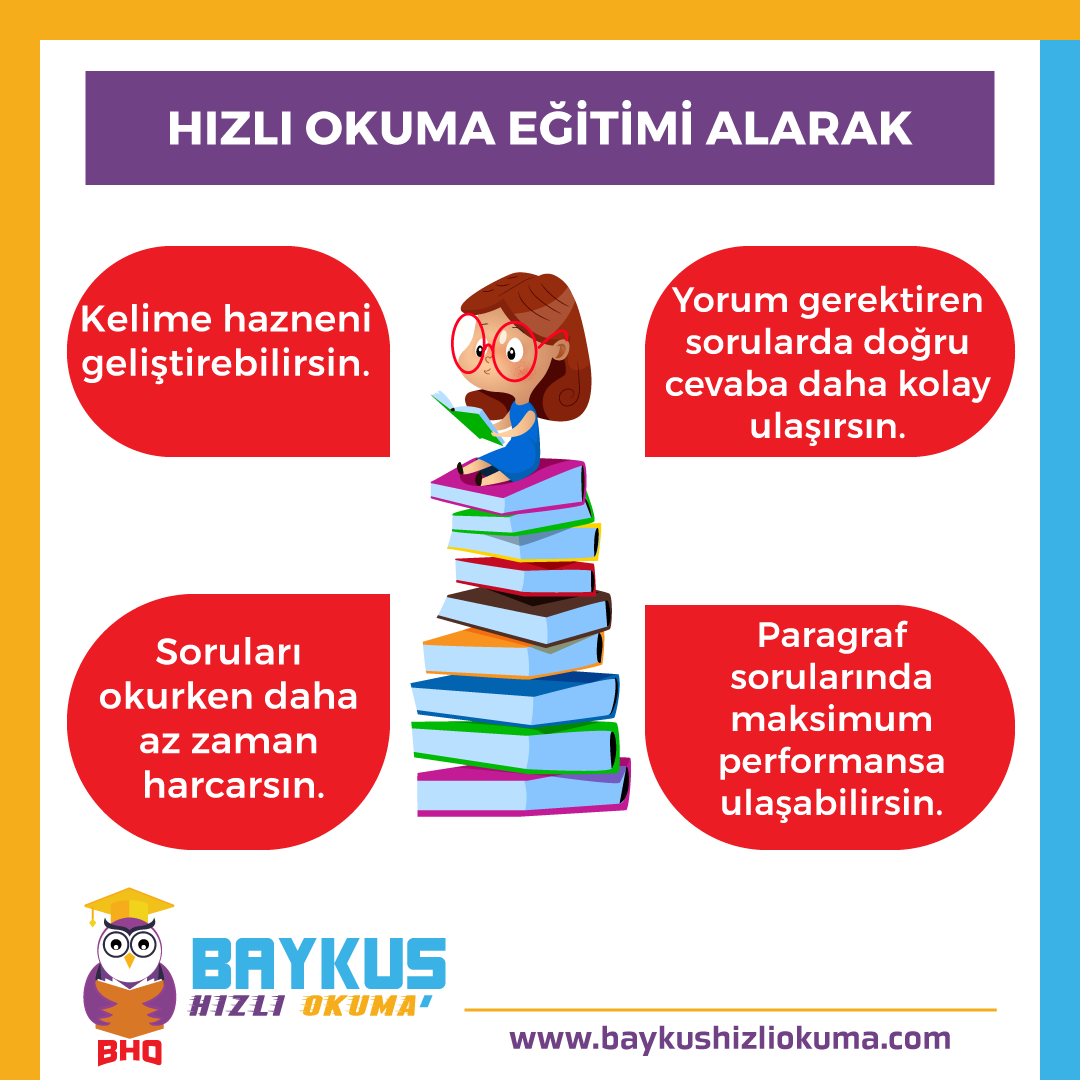 HIZLI OKUMA EĞİTİMİ ALARAK
Kelime hazneni
geliştirebilirsin.
Yorum gerektiren
sorularda doğru
cevaba daha kolay
ulaşırsın.
Soruları
okurken daha
az zaman
harcarsın.
Paragraf
sorularında
maksimum
performansa
ulaşabilirsin.
BAYKUS
HIZLI OKUMA'
BHO
www.baykushizliokuma.com